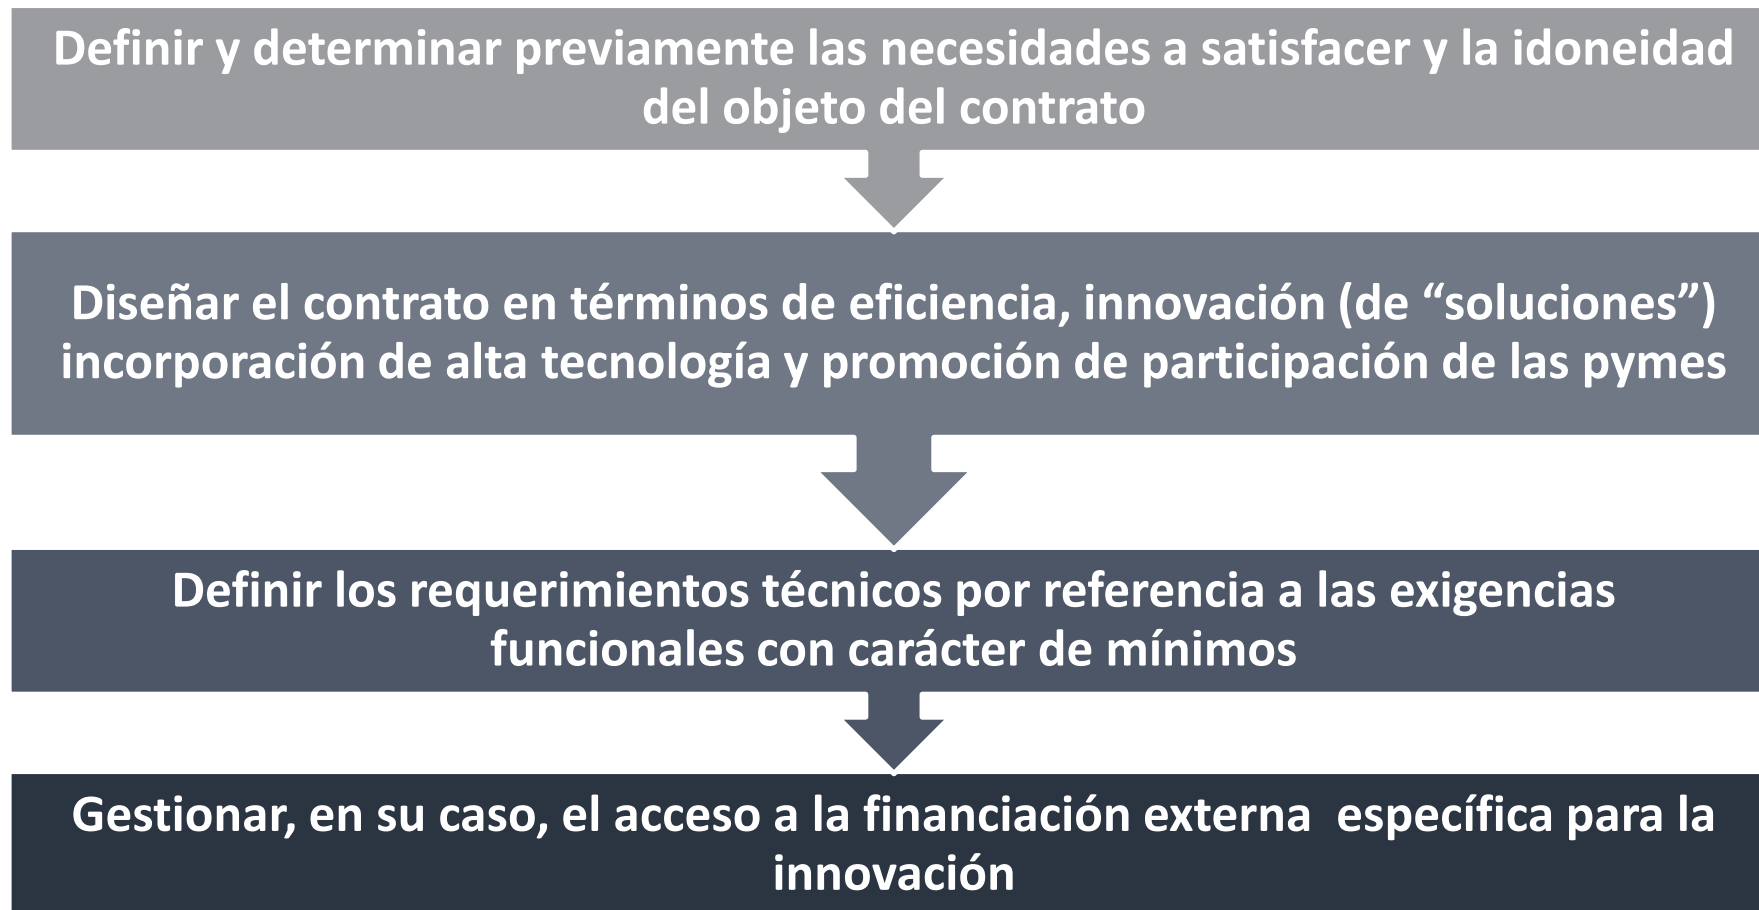 Definir y determinar previamente las necesidades a satisfacer y la idoneidad
del objeto del contrato
Diseñar el contrato en términos de eficiencia, innovación (de “soluciones”)
incorporación de alta tecnología y promoción de participación de las pymes
Definir los requerimientos técnicos por referencia a las exigencias
funcionales con carácter de mínimos
Gestionar, en su caso, el acceso a la financiación externa  específica para la
innovación